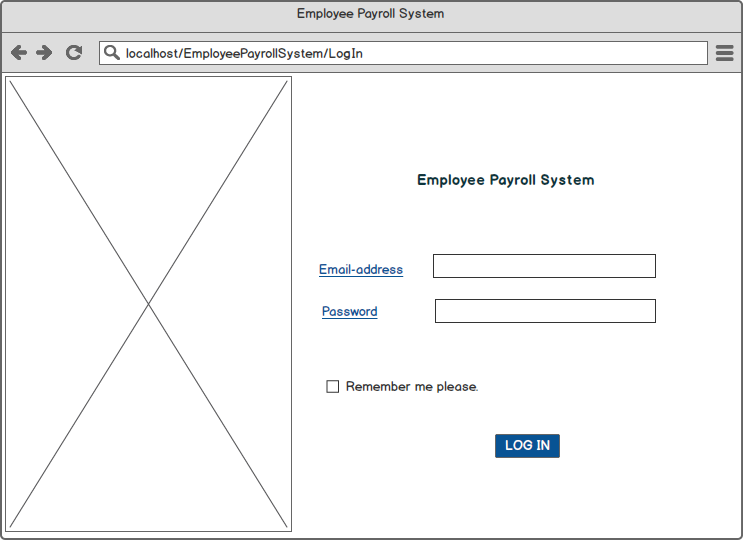 Employee Payroll System
localhost/EmployeePayrollSystem/LogIn
Employee Payroll System
Email-address
Password
Remember me please.
LOG IN